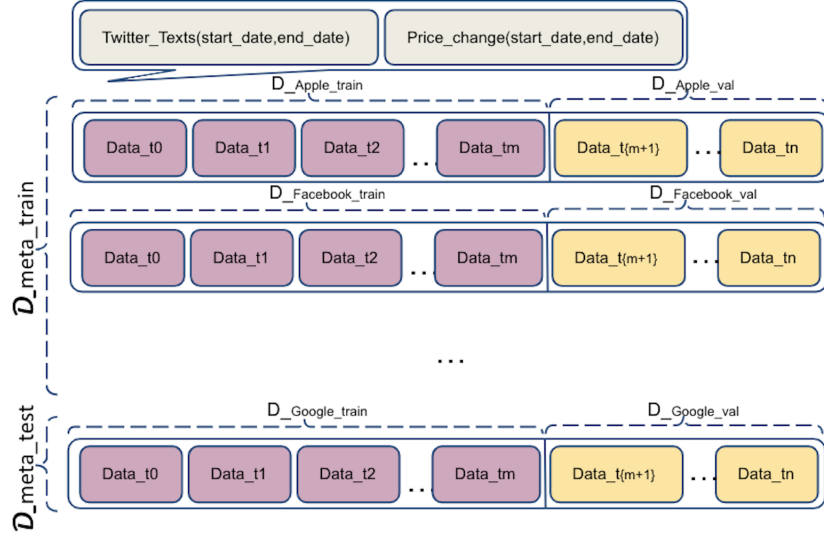 Twitter_Texts(start_date,end_date) Price_change(start_date,end_date)
D_Apple_train D_Apple_val
Data_t0 Data_t1 Data_t2 ... Data_tm Data_t{m+1} ... Data_tn
D_Facebook_train D_Facebook_val
Data_t0 Data_t1 Data_t2 ... Data_tm Data_t{m+1} ... Data_tn
D_meta_train
...
D_Google_train D_Google_val
Data_t0 Data_t1 Data_t2 ... Data_tm Data_t{m+1} ... Data_tn
D_meta_test